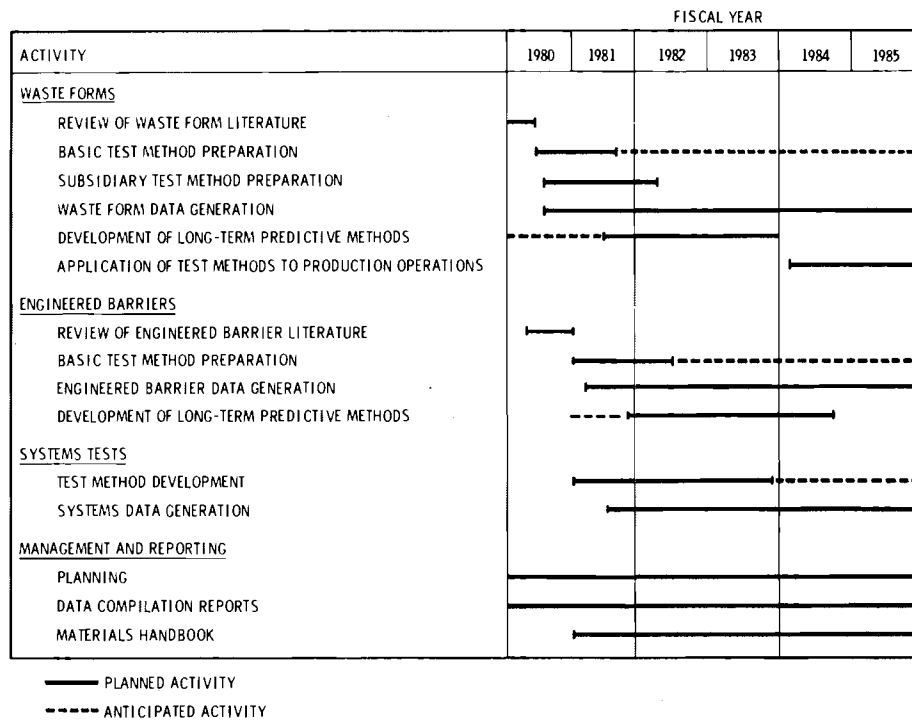 FISCAL YEAR
ACTIVITY 1980 1981 1982 1983 1984 1985
WASTE FORMS
REVIEW OF WASTE FORM LITERATURE
BASIC TEST METHOD PREPARATION
SUBSIDIARY TEST METHOD PREPARATION
WASTE FORM DATA GENERATION
DEVELOPMENT OF LONG-TERM PREDICTIVE METHODS
APPLICATION OF TEST METHODS TO PRODUCTION OPERATIONS
ENGINEERED BARRIERS
REVIEW OF ENGINEERED BARRIER LITERATURE
BASIC TEST METHOD PREPARATION
ENGINEERED BARRIER DATA GENERATION
DEVELOPMENT OF LONG-TERM PREDICTIVE METHODS
SYSTEMS TESTS
TEST METHOD DEVELOPMENT
SYSTEMS DATA GENERATION
MANAGEMENT AND REPORTING
PLANNING
DATA COMPILATION REPORTS
MATERIALS HANDBOOK
PLANNED ACTIVITY
ANTICIPATED ACTIVITY